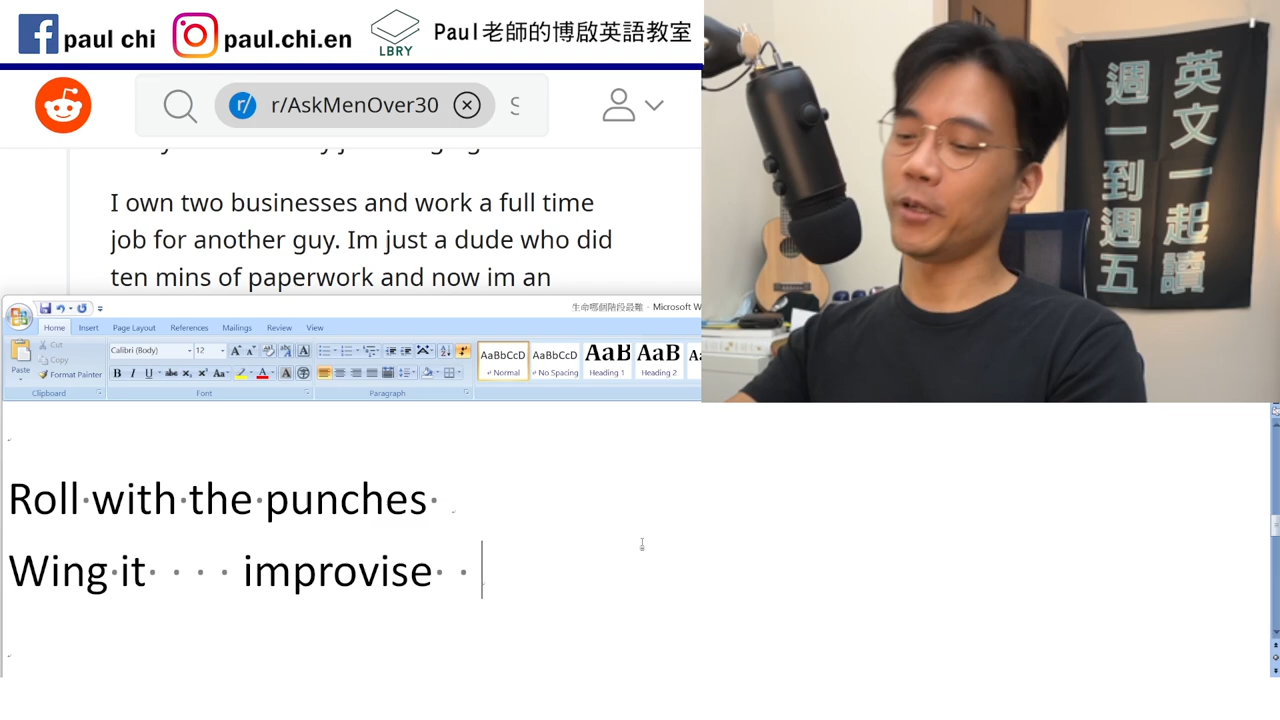 paul chi
paul.chi.en
LBRY
Paul老師的博啟英語教室
r/AskMenOver30
I own two businesses and work a full time
job for another guy. Im just a dude who did
ten mins of paperwork and now im an
生命哪個階段最難 - Microsoft W
Home Insert Page Layout References Mailings Review View
Cut
Copy
Format Painter
Paste
Calibri (Body) 12
AaBbCcD AaBbCcD AaBb AaBb
Normal No Spacing Heading 1 Heading 2
Clipboard Font Paragraph
Roll with the punches
Wing it improvise
英文一起讀
週一到週五